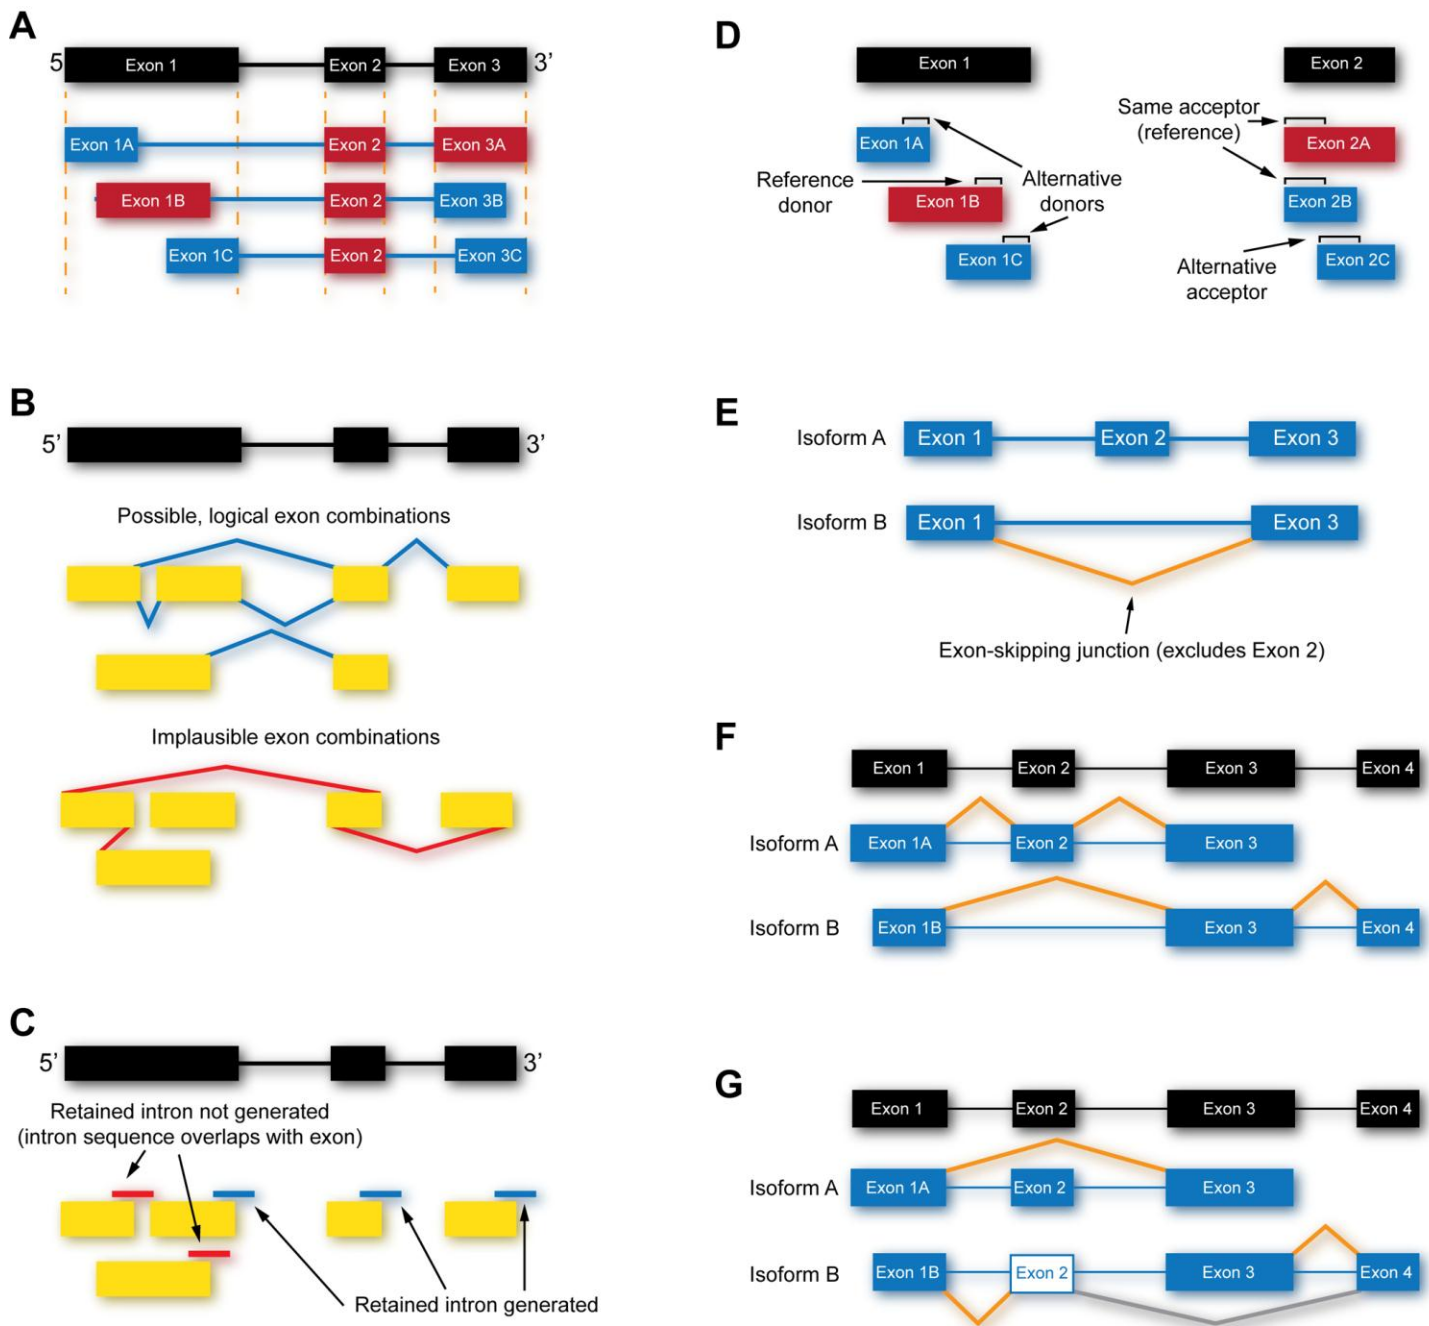 A
5 Exon 1 Exon 2 Exon 3 3’
Exon 1A Exon 2 Exon 3A
Exon 1B Exon 2 Exon 3B
Exon 1C Exon 2 Exon 3C
B
5’ 3’
Possible, logical exon combinations
Implausible exon combinations
C
5’ 3’
Retained intron not generated
(intron sequence overlaps with exon)
Retained intron generated
D
Exon 1 Exon 2
Same acceptor
(reference)
Exon 1A Exon 2A
Reference
donor
Alternative
donors
Exon 1B Exon 2B
Exon 1C Exon 2C
Alternative
acceptor
E
Isoform A Exon 1 Exon 2 Exon 3
Isoform B Exon 1 Exon 3
Exon-skipping junction (excludes Exon 2)
F
Exon 1 Exon 2 Exon 3 Exon 4
Isoform A Exon 1A Exon 2 Exon 3
Isoform B Exon 1B Exon 3 Exon 4
G
Exon 1 Exon 2 Exon 3 Exon 4
Isoform A Exon 1A Exon 2 Exon 3
Isoform B Exon 1B Exon 2 Exon 3 Exon 4